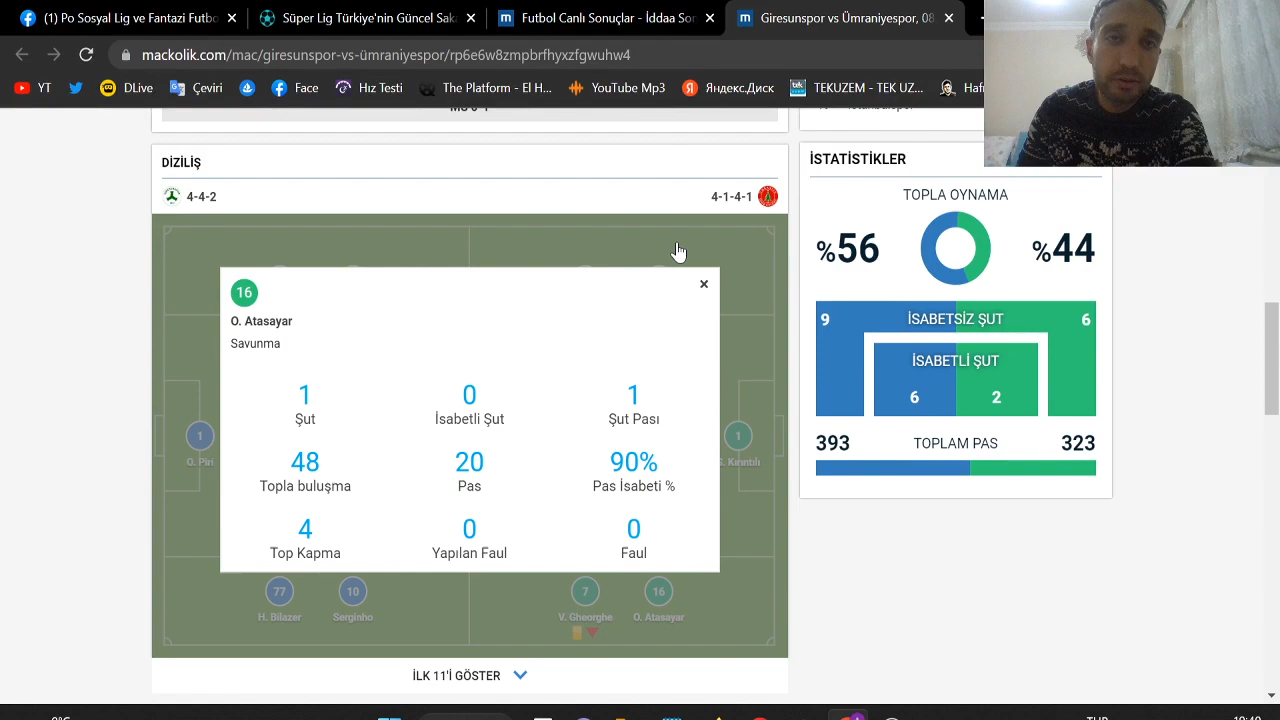 (1) Po Sosyal Lig ve Fantazi Futbo
Süper Lig Türkiye'nin Güncel Saka
Futbol Canlı Sonuçlar - İddaa Son
Giresunspor vs Ümraniyespor, 08
mackolik.com/mac/giresunspor-vs-ümraniyespor/rp6e6w8zmpbrfhyxzfgwuhw4
YT
DLive
Çeviri
Face
Hız Testi
The Platform - El H...
YouTube Mp3
Яндекс.Диск
TEKUZEM - TEK UZ...
Haf
DİZİLİŞ
4-4-2
4-1-4-1
16
O. Atasayar
Savunma
1
0
1
Şut
İsabetli Şut
Şut Pası
48
20
90%
Topla buluşma
Pas
Pas İsabeti %
4
0
0
Top Kapma
Yapılan Faul
Faul
1
O. Piri
1
Kırıntılı
77
10
7
16
H. Bilazer
Serginho
V. Gheorghe
O. Atasayar
İLK 11'İ GÖSTER
İSTATİSTİKLER
TOPLA OYNAMA
%56
%44
9
İSABETSİZ ŞUT
6
İSABETLİ ŞUT
6
2
393
TOPLAM PAS
323